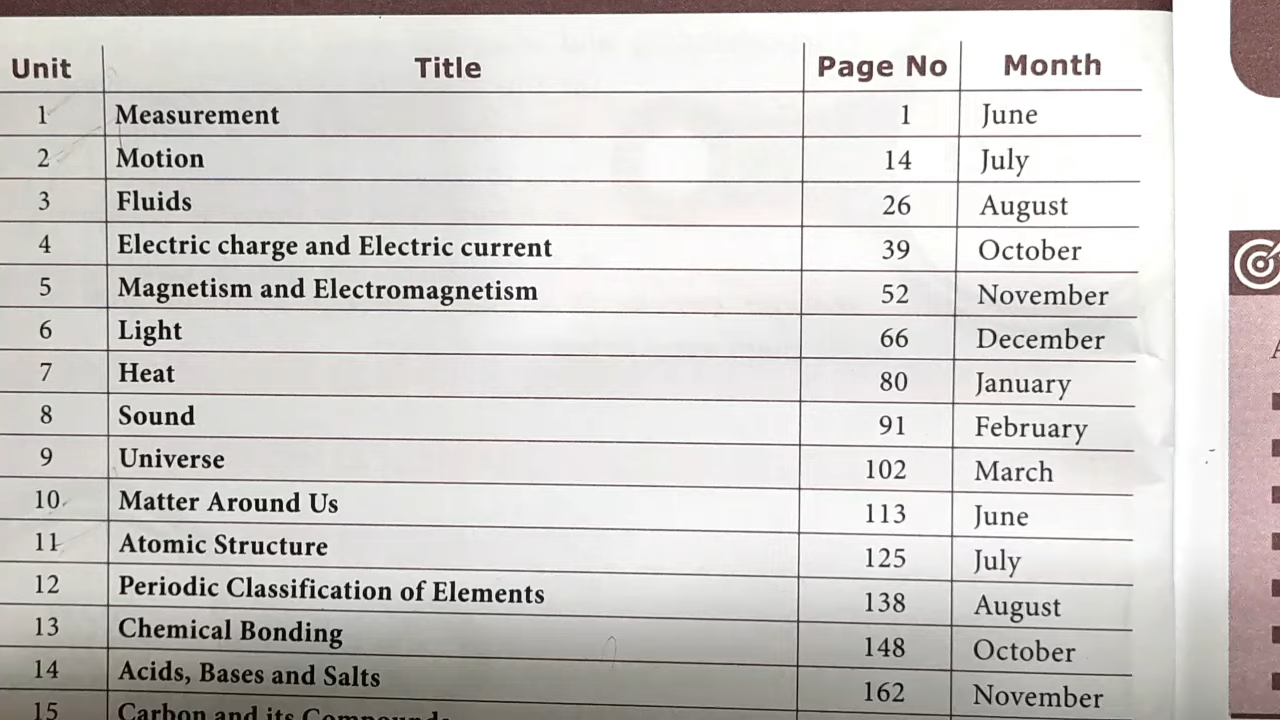 Unit Title Page No Month
1 Measurement 1 June
2 Motion 14 July
3 Fluids 26 August
4 Electric charge and Electric current 39 October
5 Magnetism and Electromagnetism 52 November
6 Light 66 December
7 Heat 80 January
8 Sound 91 February
9 Universe 102 March
10 Matter Around Us 113 June
11 Atomic Structure 125 July
12 Periodic Classification of Elements 138 August
13 Chemical Bonding 148 October
14 Acids, Bases and Salts 162 November
15 Carbon and its Compounds